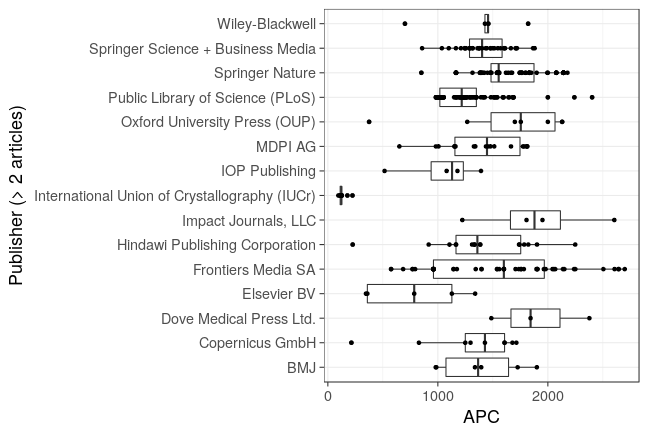 Publisher (> 2 articles)
Wiley-Blackwell
Springer Science + Business Media
Springer Nature
Public Library of Science (PLoS)
Oxford University Press (OUP)
MDPI AG
IOP Publishing
International Union of Crystallography (IUCr)
Impact Journals, LLC
Hindawi Publishing Corporation
Frontiers Media SA
Elsevier BV
Dove Medical Press Ltd.
Copernicus GmbH
BMJ
0 1000 2000
APC